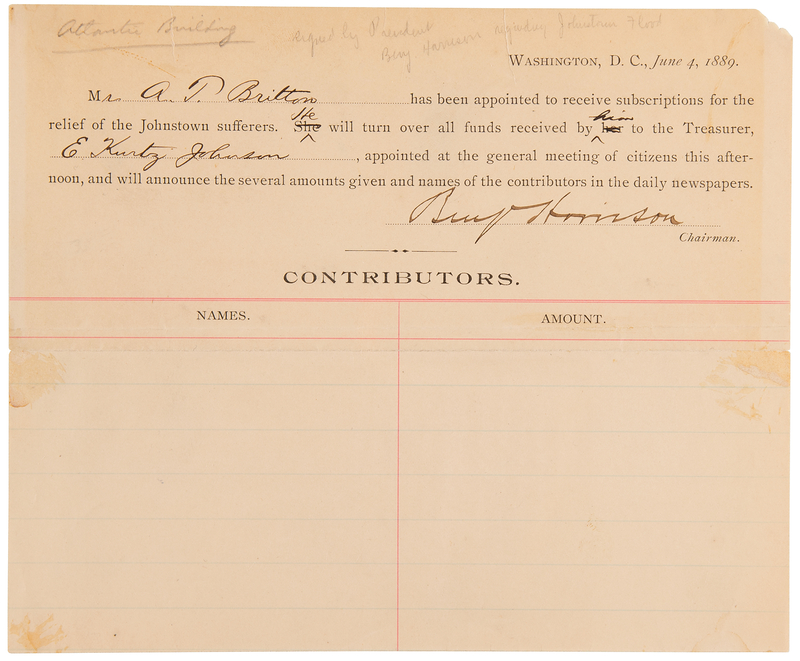 Atlantic Building
signed by President
Benj Harrison regarding Johnstown Flood
WASHINGTON, D. C., June 4, 1889.
Mr. A. T. Britton has been appointed to receive subscriptions for the
He
relief of the Johnstown sufferers. She will turn over all funds received by her to the Treasurer,
him
E Kurtz Johnson, appointed at the general meeting of citizens this after-
noon, and will announce the several amounts given and names of the contributors in the daily newspapers.
Benj Harrison
Chairman.
CONTRIBUTORS.
NAMES.
AMOUNT.